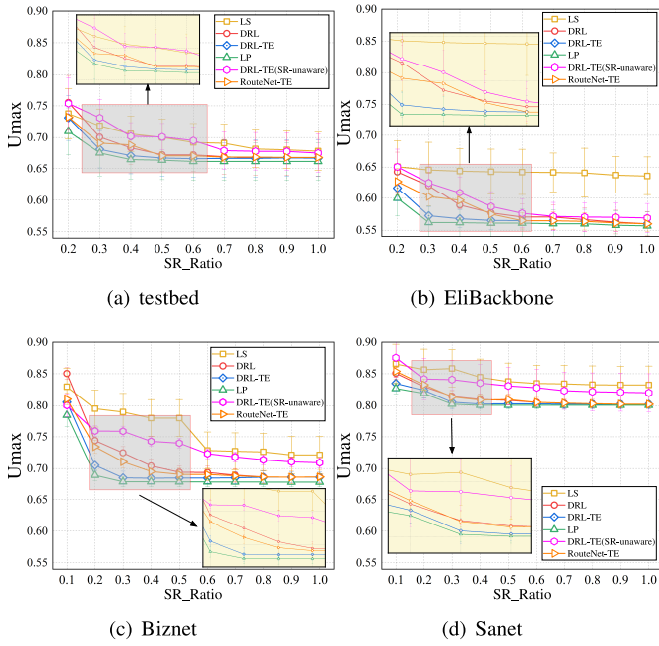 0.90
0.85
0.80
0.75
0.70
0.65
0.60
0.55
Umax
0.2 0.3 0.4 0.5 0.6 0.7 0.8 0.9 1.0
SR_Ratio
LS
DRL
DRL-TE
LP
DRL-TE(SR-unaware)
RouteNet-TE
(a) testbed
0.90
0.85
0.80
0.75
0.70
0.65
0.60
0.55
Umax
0.2 0.3 0.4 0.5 0.6 0.7 0.8 0.9 1.0
SR_Ratio
LS
DRL
DRL-TE
LP
DRL-TE(SR-unaware)
RouteNet-TE
(b) EliBackbone
0.90
0.85
0.80
0.75
0.70
0.65
0.60
0.55
Umax
0.1 0.2 0.3 0.4 0.5 0.6 0.7 0.8 0.9 1.0
SR_Ratio
LS
DRL
DRL-TE
LP
DRL-TE(SR-unaware)
RouteNet-TE
(c) Biznet
0.90
0.85
0.80
0.75
0.70
0.65
0.60
0.55
Umax
0.1 0.2 0.3 0.4 0.5 0.6 0.7 0.8 0.9 1.0
SR_Ratio
LS
DRL
DRL-TE
LP
DRL-TE(SR-unaware)
RouteNet-TE
(d) Sanet